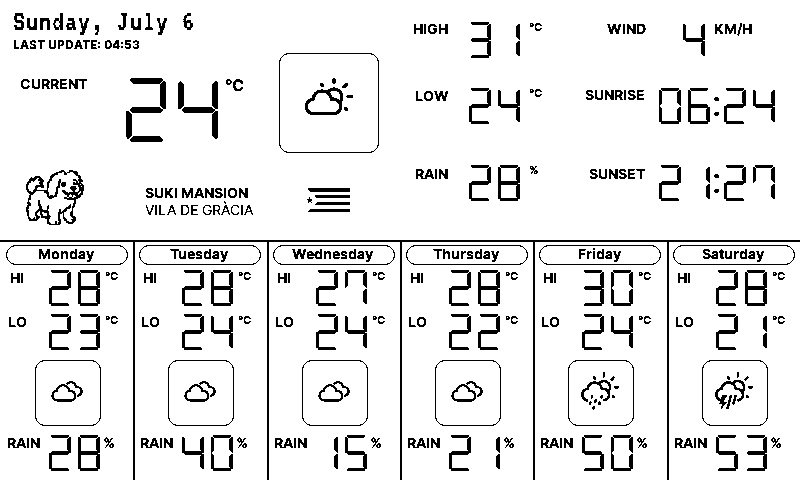 Sunday, July 6
LAST UPDATE: 04:53
CURRENT 24 °C
HIGH 31 °C
LOW 24 °C
RAIN 28 %
WIND 4 KM/H
SUNRISE 06:24
SUNSET 21:27
SUKI MANSION
VILA DE GRÀCIA
Monday
HI 28 °C
LO 23 °C
RAIN 28 %
Tuesday
HI 28 °C
LO 24 °C
RAIN 40 %
Wednesday
HI 27 °C
LO 24 °C
RAIN 15 %
Thursday
HI 28 °C
LO 22 °C
RAIN 21 %
Friday
HI 30 °C
LO 24 °C
RAIN 50 %
Saturday
HI 28 °C
LO 21 °C
RAIN 53 %